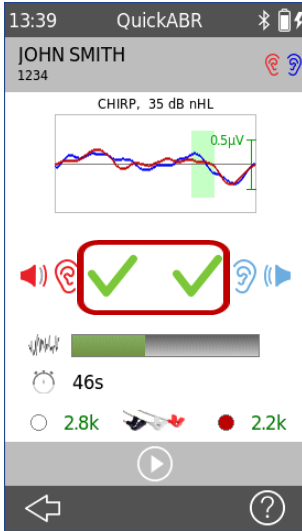 13:39 QuickABR
JOHN SMITH
1234
CHIRP, 35 dB nHL
0.5µV
46s
2.8k 2.2k
?